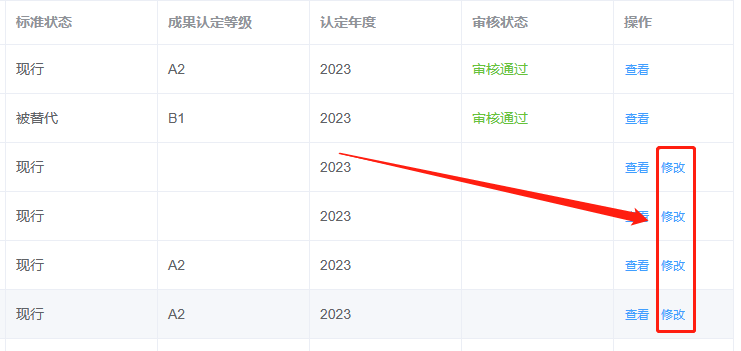 标准状态 成果认定等级 认定年度 审核状态 操作
现行 A2 2023 审核通过 查看
被替代 B1 2023 审核通过 查看
现行 2023 查看 修改
现行 2023 查看 修改
现行 A2 2023 查看 修改
现行 A2 2023 查看 修改